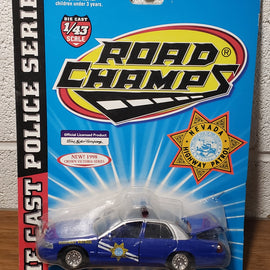 children under 3 years.
DIE CAST
1/43
SCALE
ROAD
CHAMPS
®
DIE CAST POLICE SERIE
Official Licensed Product
Ford Motor Company
NEW! 1998
CROWN VICTORIA SERIES
NEVADA
HIGHWAY PATROL